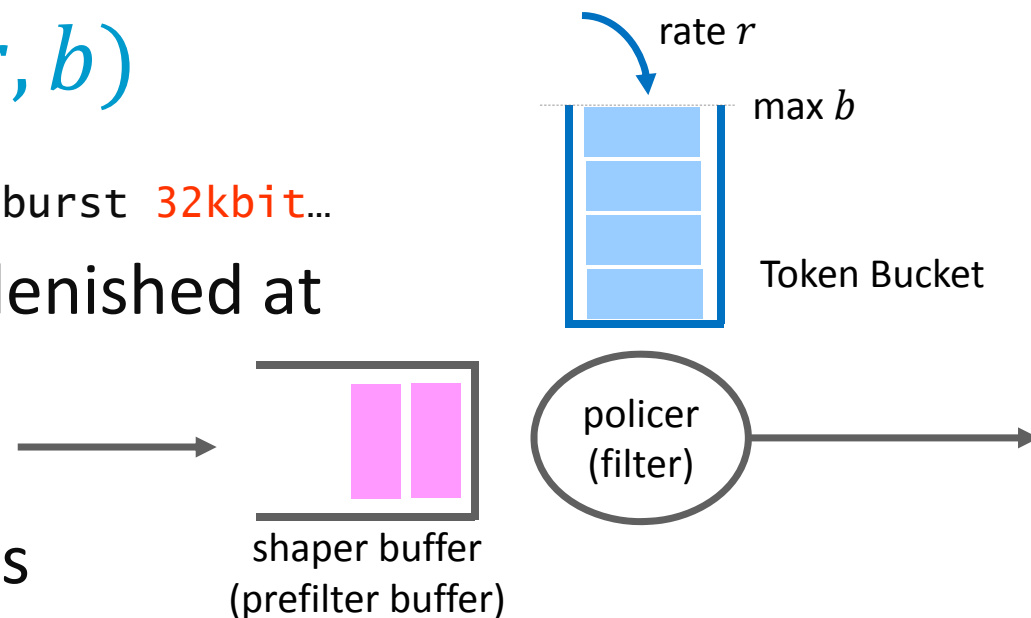 , b)
rate r
max b
burst 32kbit…
lenished at
Token Bucket
policer
(filter)
s
shaper buffer
(prefilter buffer)